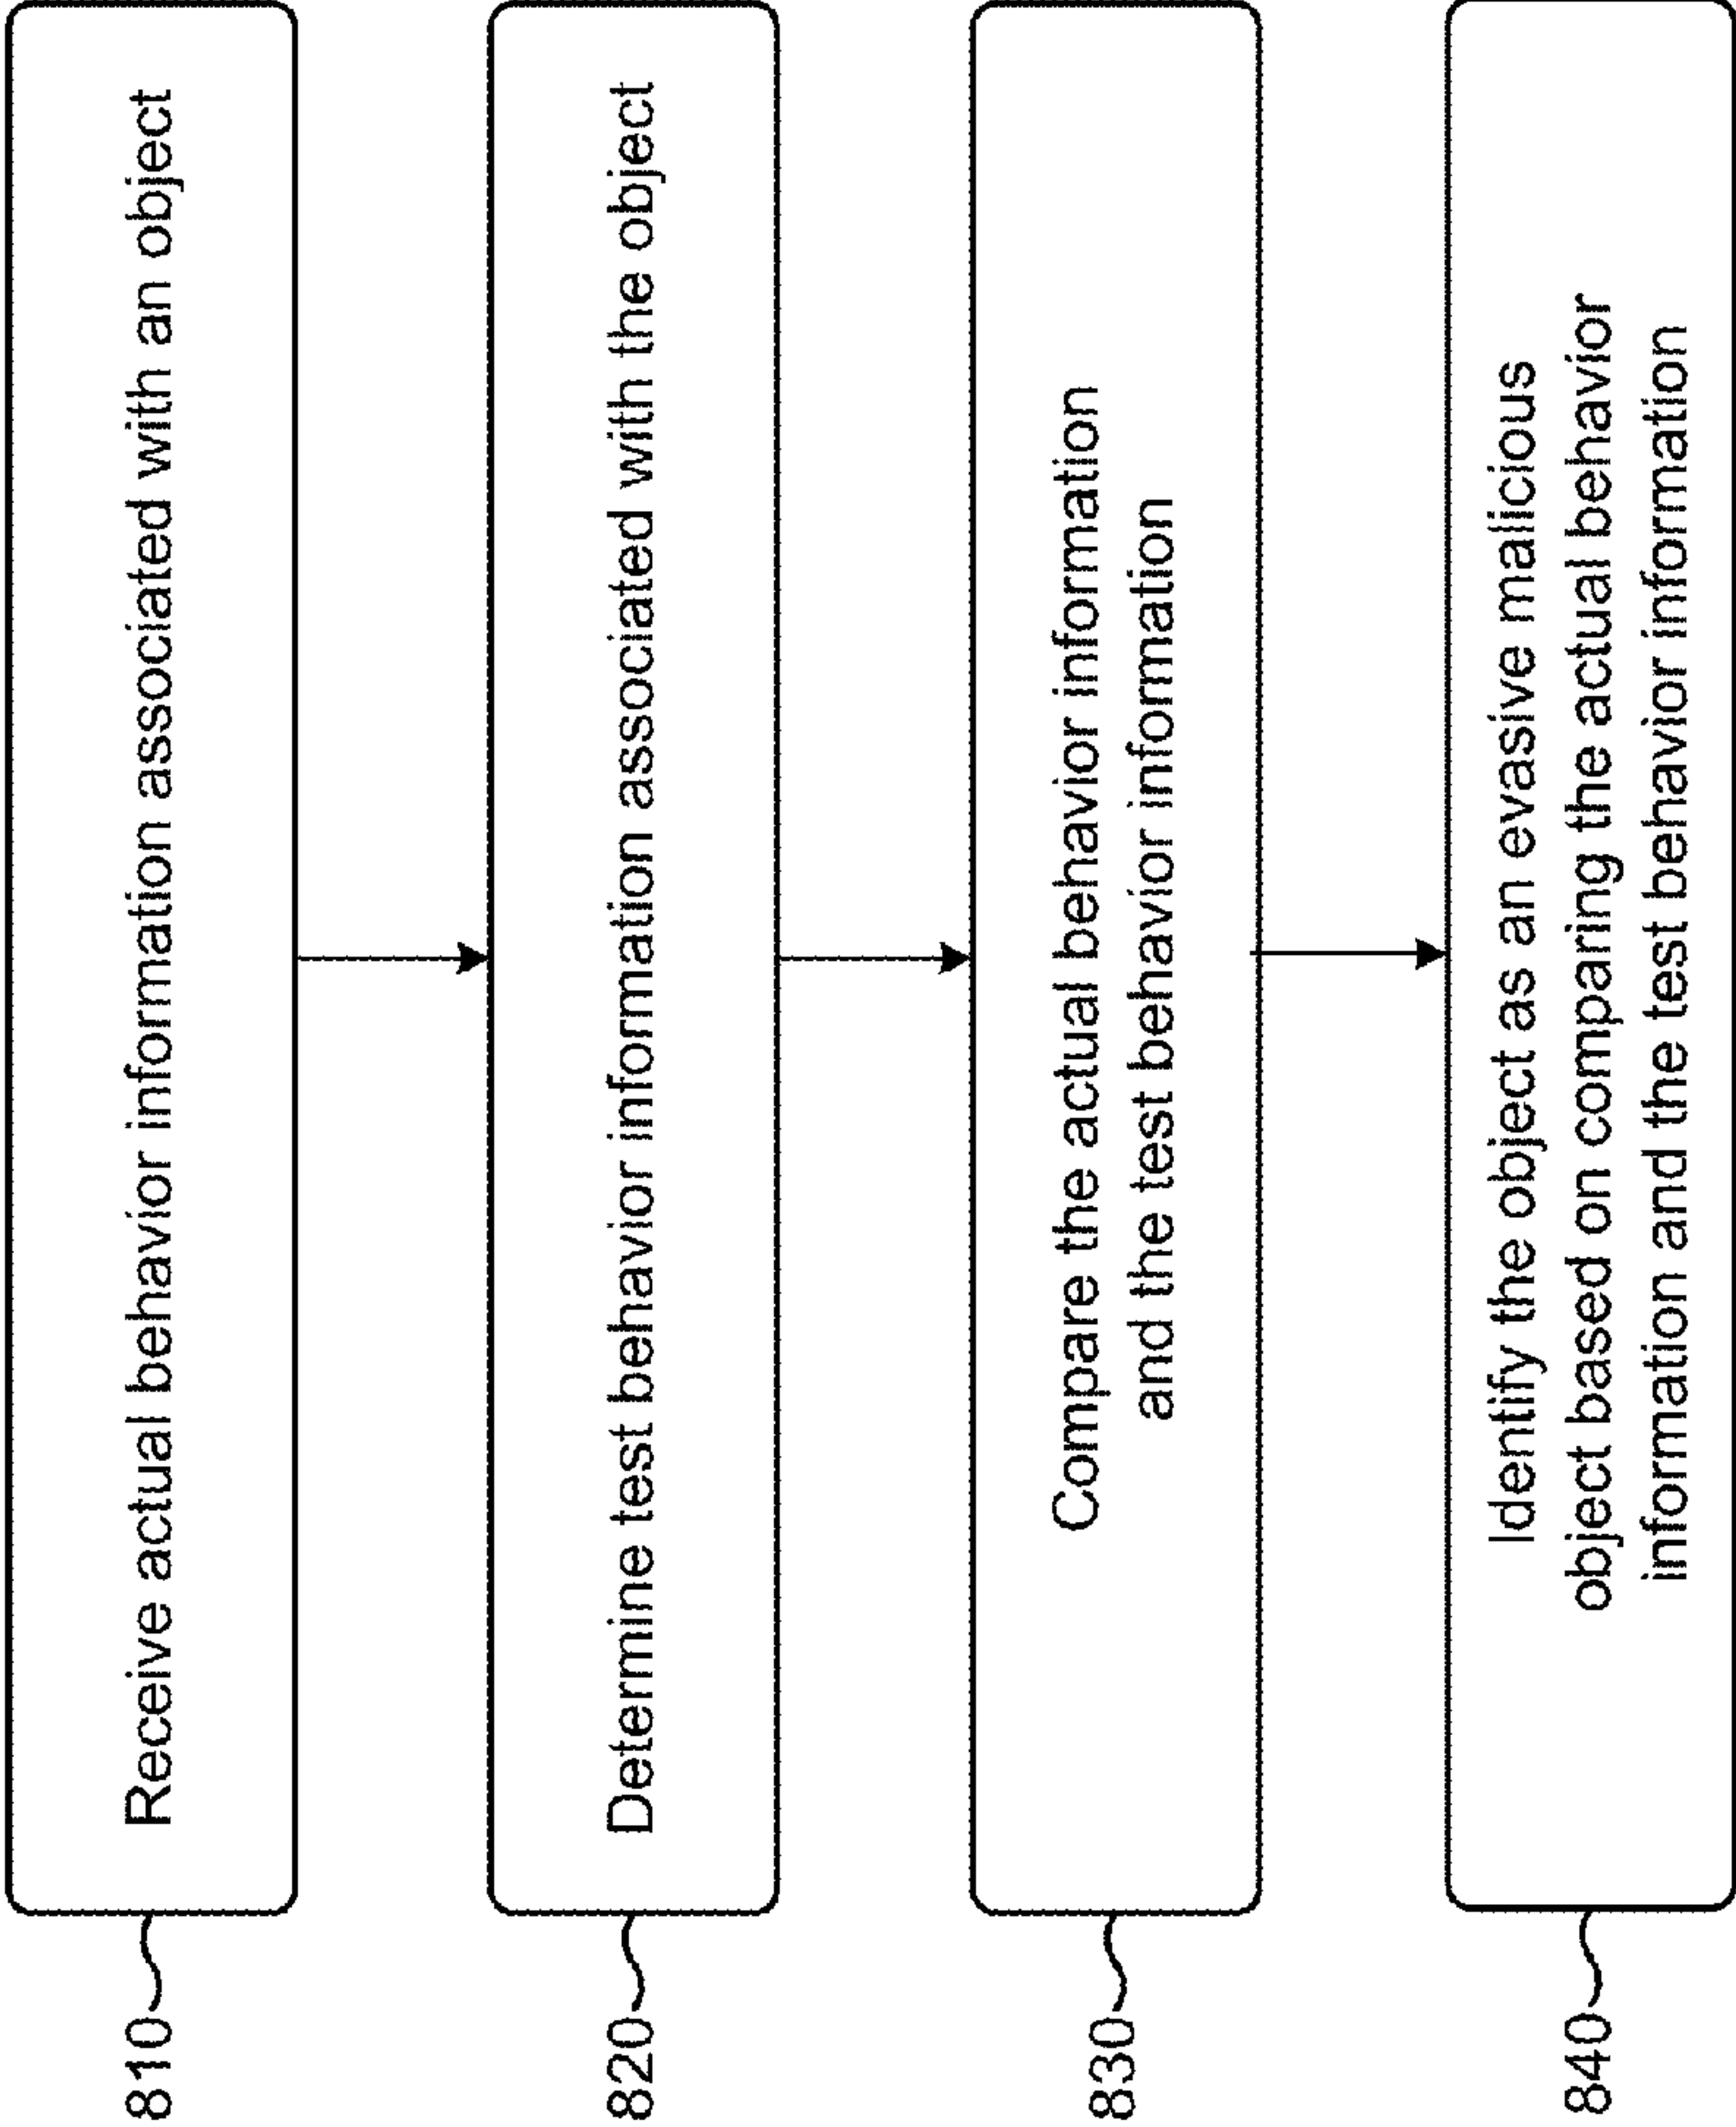 810
Receive actual behavior information associated with an object
820
Determine test behavior information associated with the object
830
Compare the actual behavior information
and the test behavior information
840
Identify the object as an evasive malicious
object based on comparing the actual behavior
information and the test behavior information